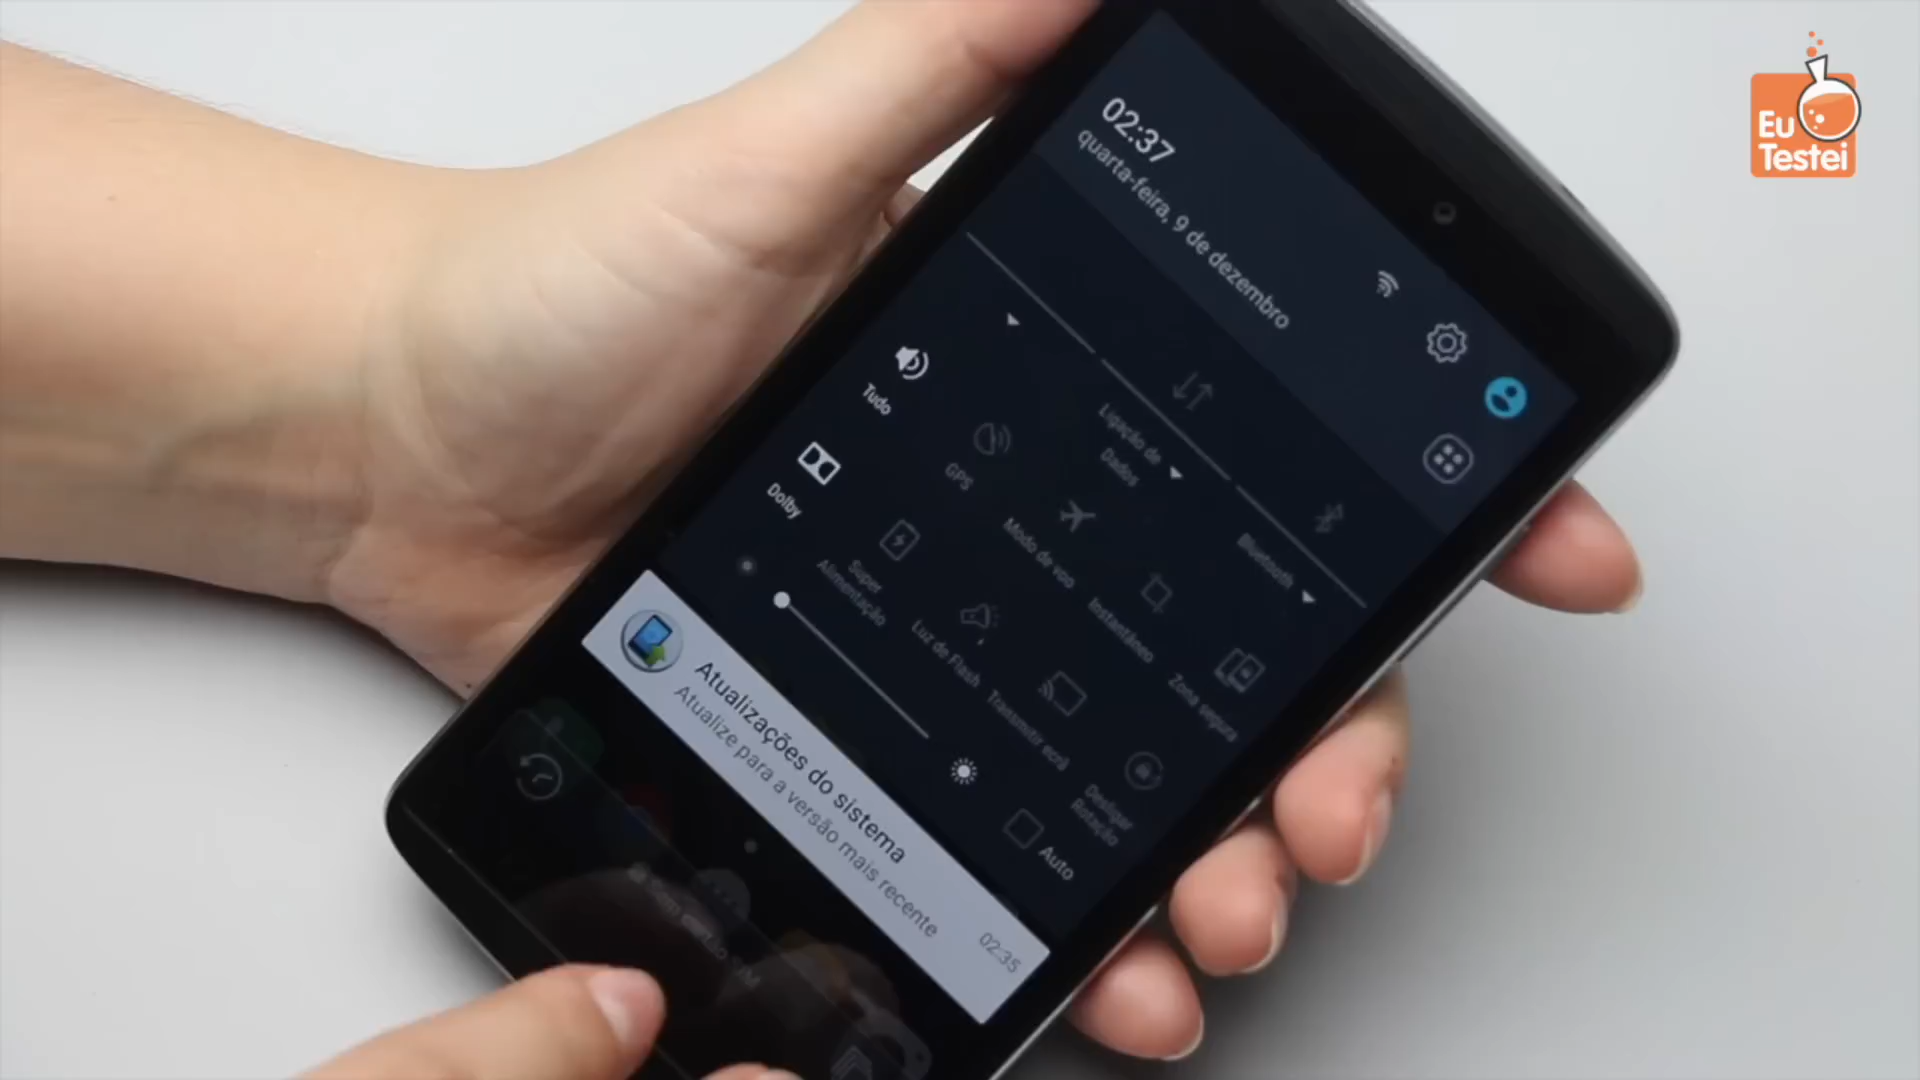 Eu
Testei
02:37
quarta-feira, 9 de dezembro
Tudo
Ligação de
Dados
Bluetooth
Dolby
GPS
Modo de voo
Instantâneo
Zona segura
Super
Alimentação
Luz de Flash
Transmitir ecrã
Desligar
Rotação
Auto
Atualizações do sistema
Atualize para a versão mais recente
02:35